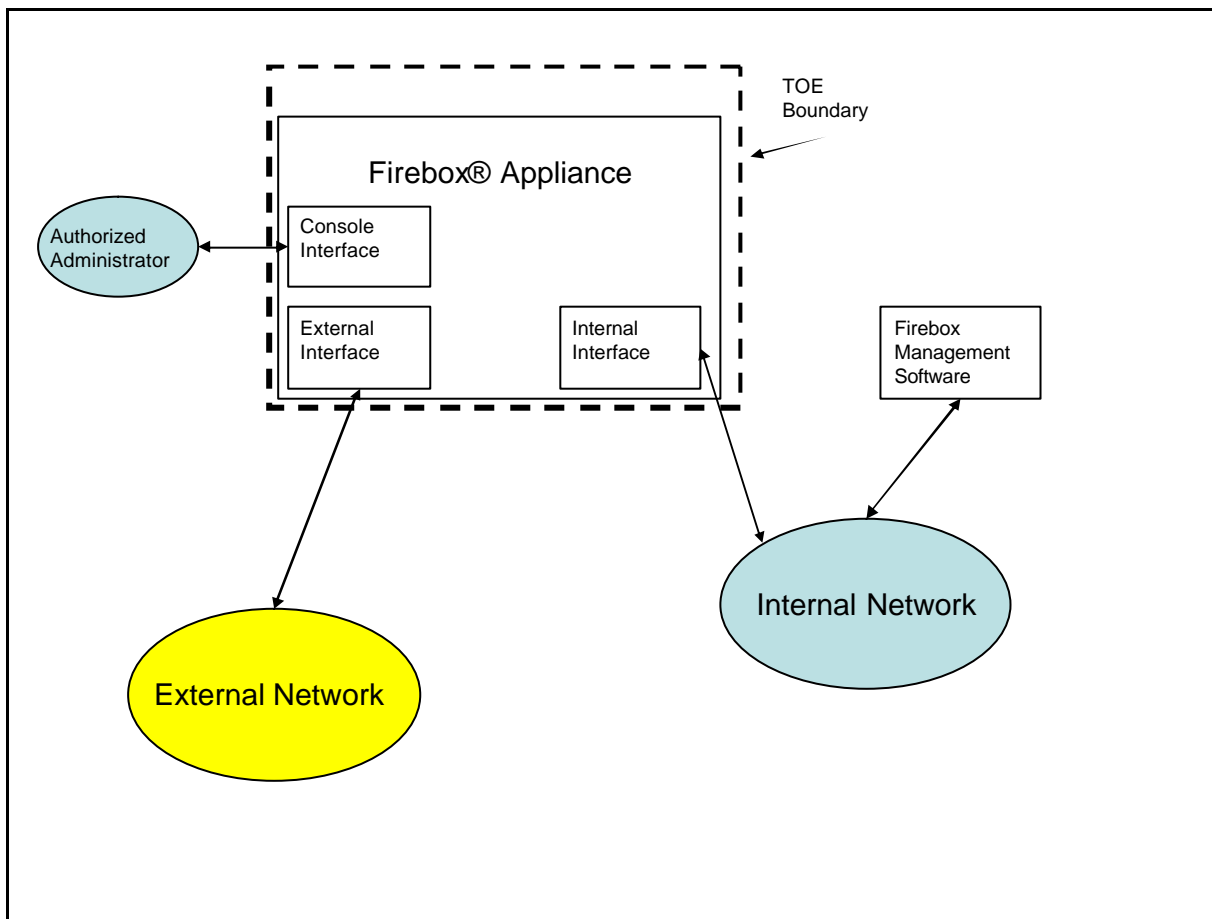 TOE
Boundary
Firebox® Appliance
Authorized
Administrator
Console
Interface
External
Interface
Internal
Interface
Firebox
Management
Software
Internal Network
External Network